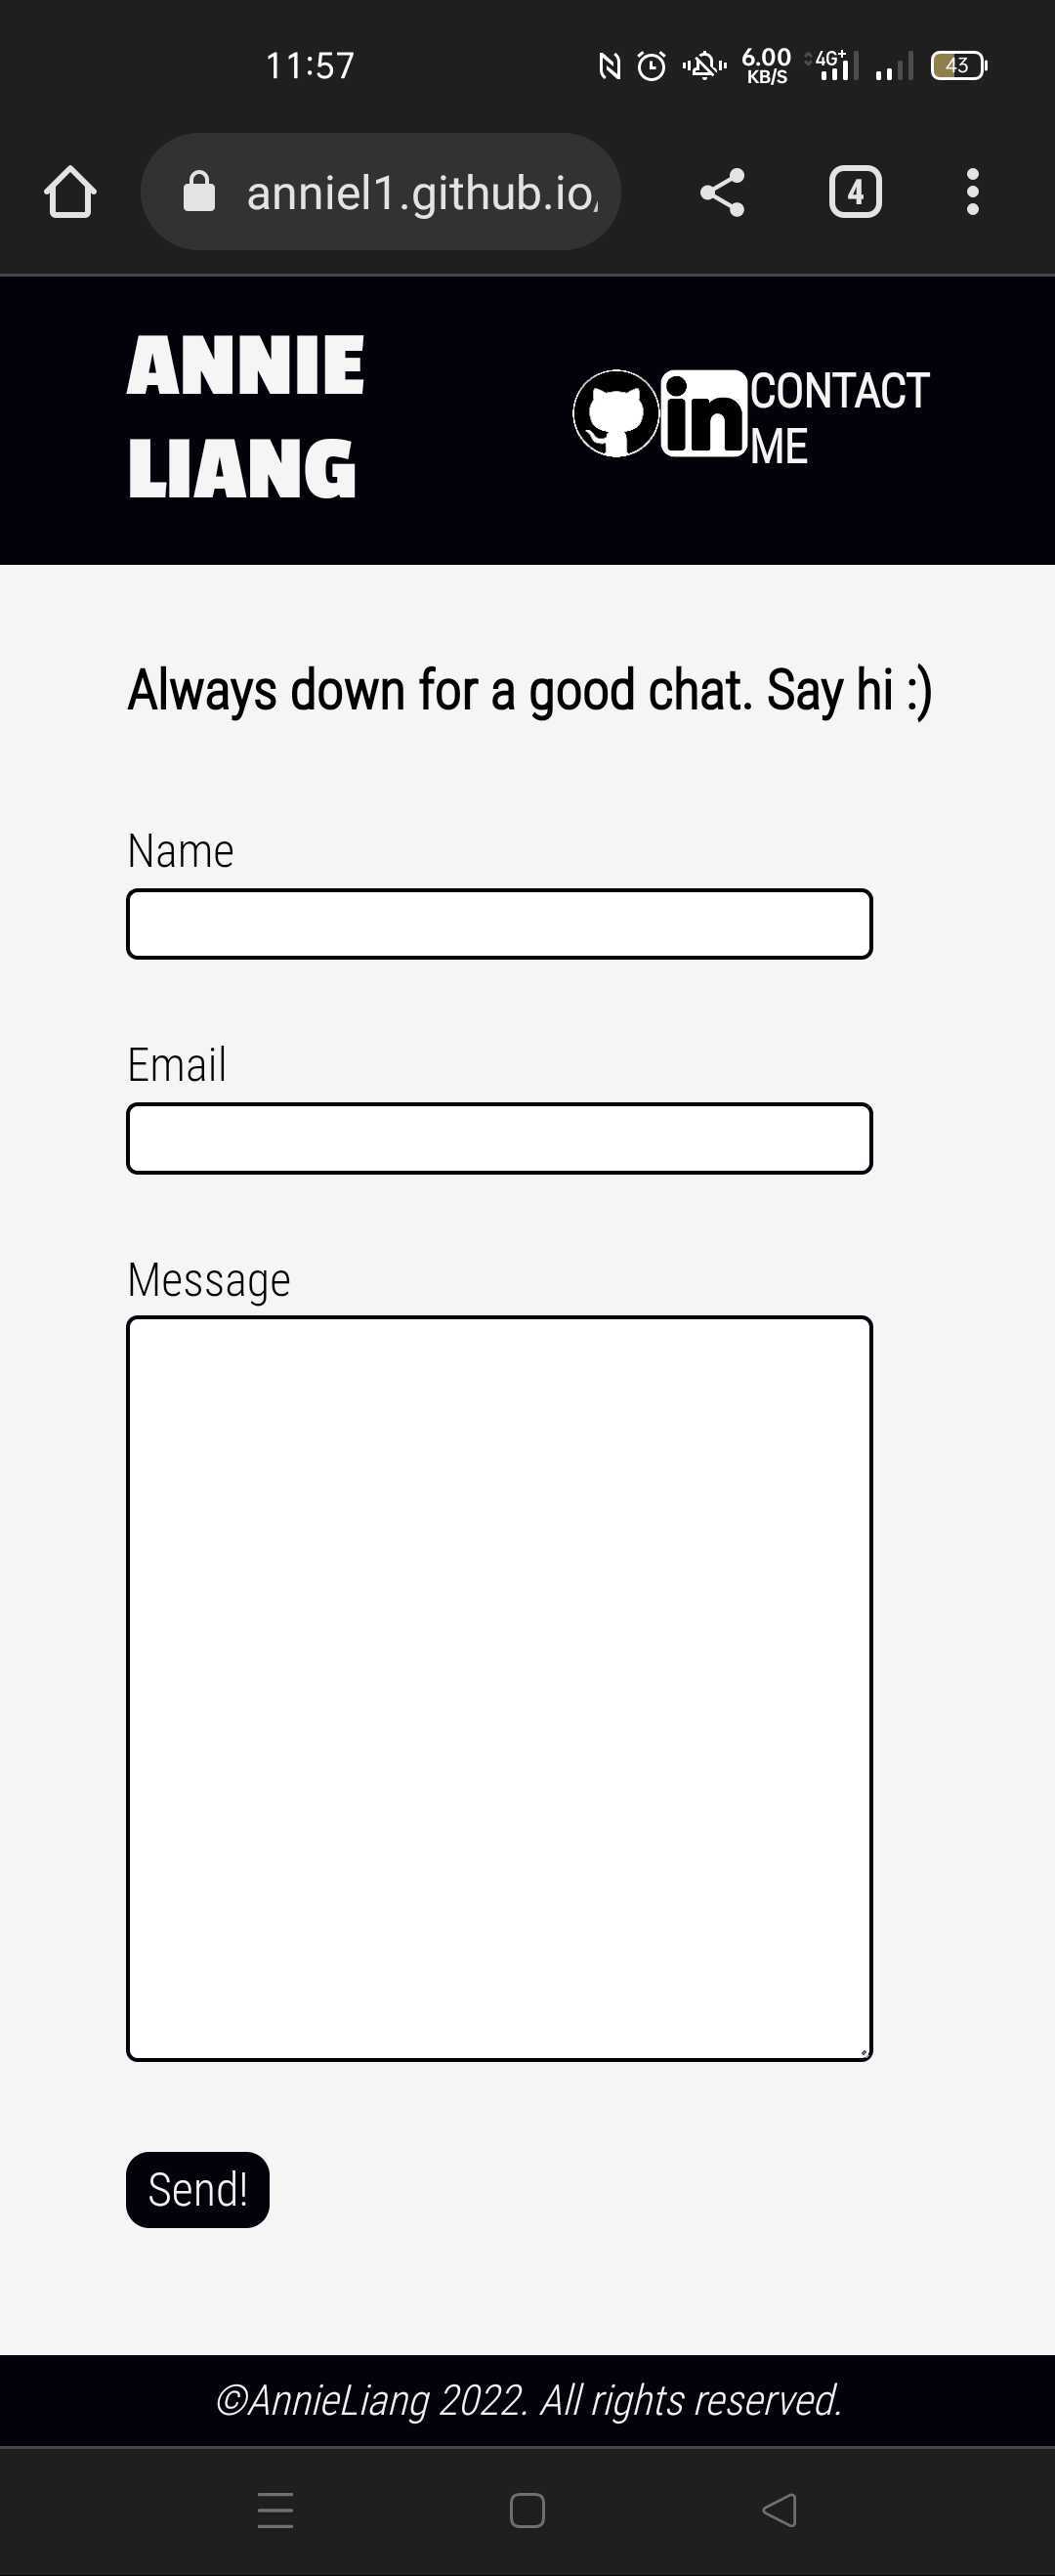 11:57
6.00
KB/S
4G+
43
anniel1.github.io/
4
ANNIE
LIANG
in
CONTACT
ME
Always down for a good chat. Say hi :)
Name
Email
Message
Send!
©AnnieLiang 2022. All rights reserved.